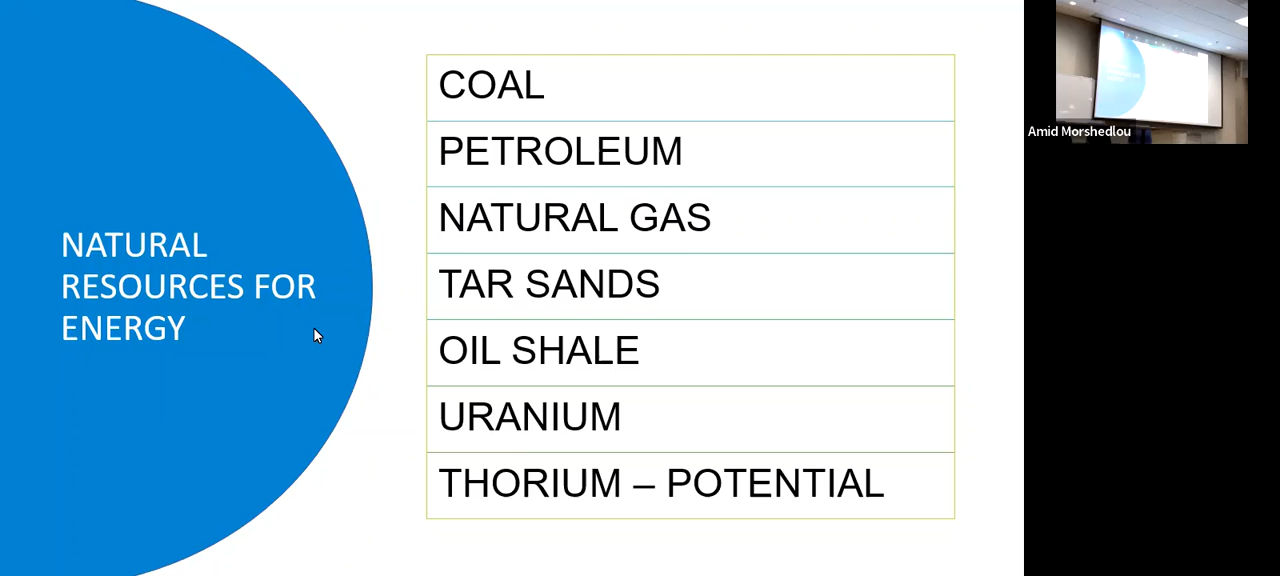 NATURAL
RESOURCES FOR
ENERGY
COAL
PETROLEUM
NATURAL GAS
TAR SANDS
OIL SHALE
URANIUM
THORIUM – POTENTIAL
Amid Morshedlou